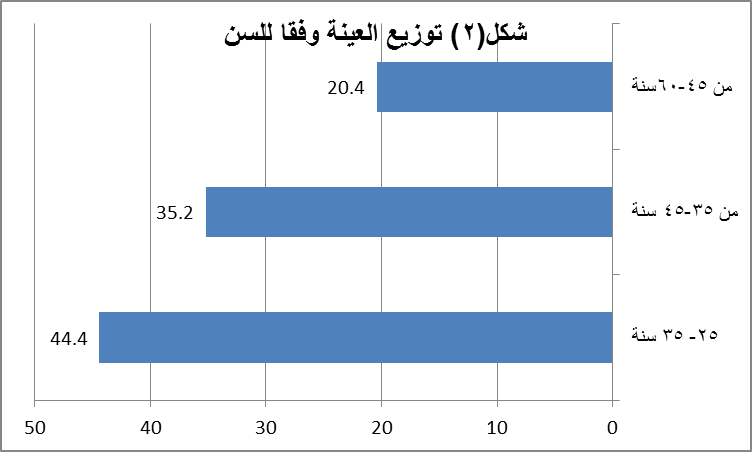 شكل(٢) توزيع العينة وفقا للسن
من ٤٥-٦٠سنة
20.4
من ٣٥-٤٥ سنة
35.2
٢٥- ٣٥ سنة
44.4
50 40 30 20 10 0